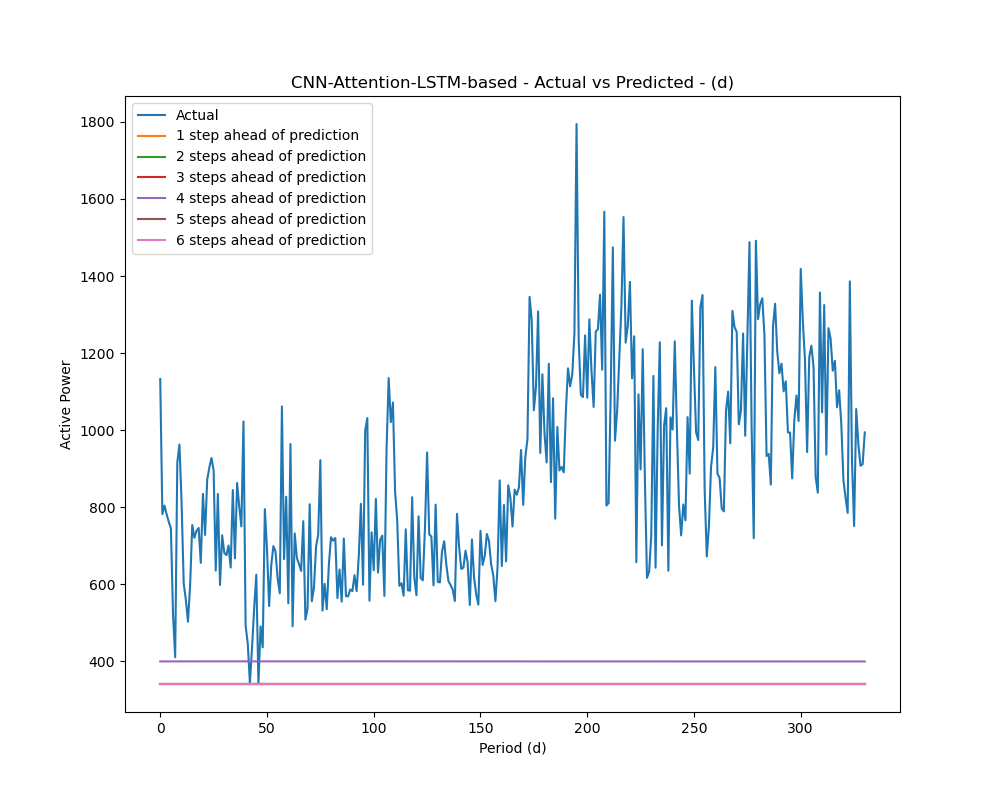 CNN-Attention-LSTM-based - Actual vs Predicted - (d)
Actual
1 step ahead of prediction
2 steps ahead of prediction
3 steps ahead of prediction
4 steps ahead of prediction
5 steps ahead of prediction
6 steps ahead of prediction
1800
1600
1400
1200
1000
800
600
400
Active Power
0 50 100 150 200 250 300
Period (d)